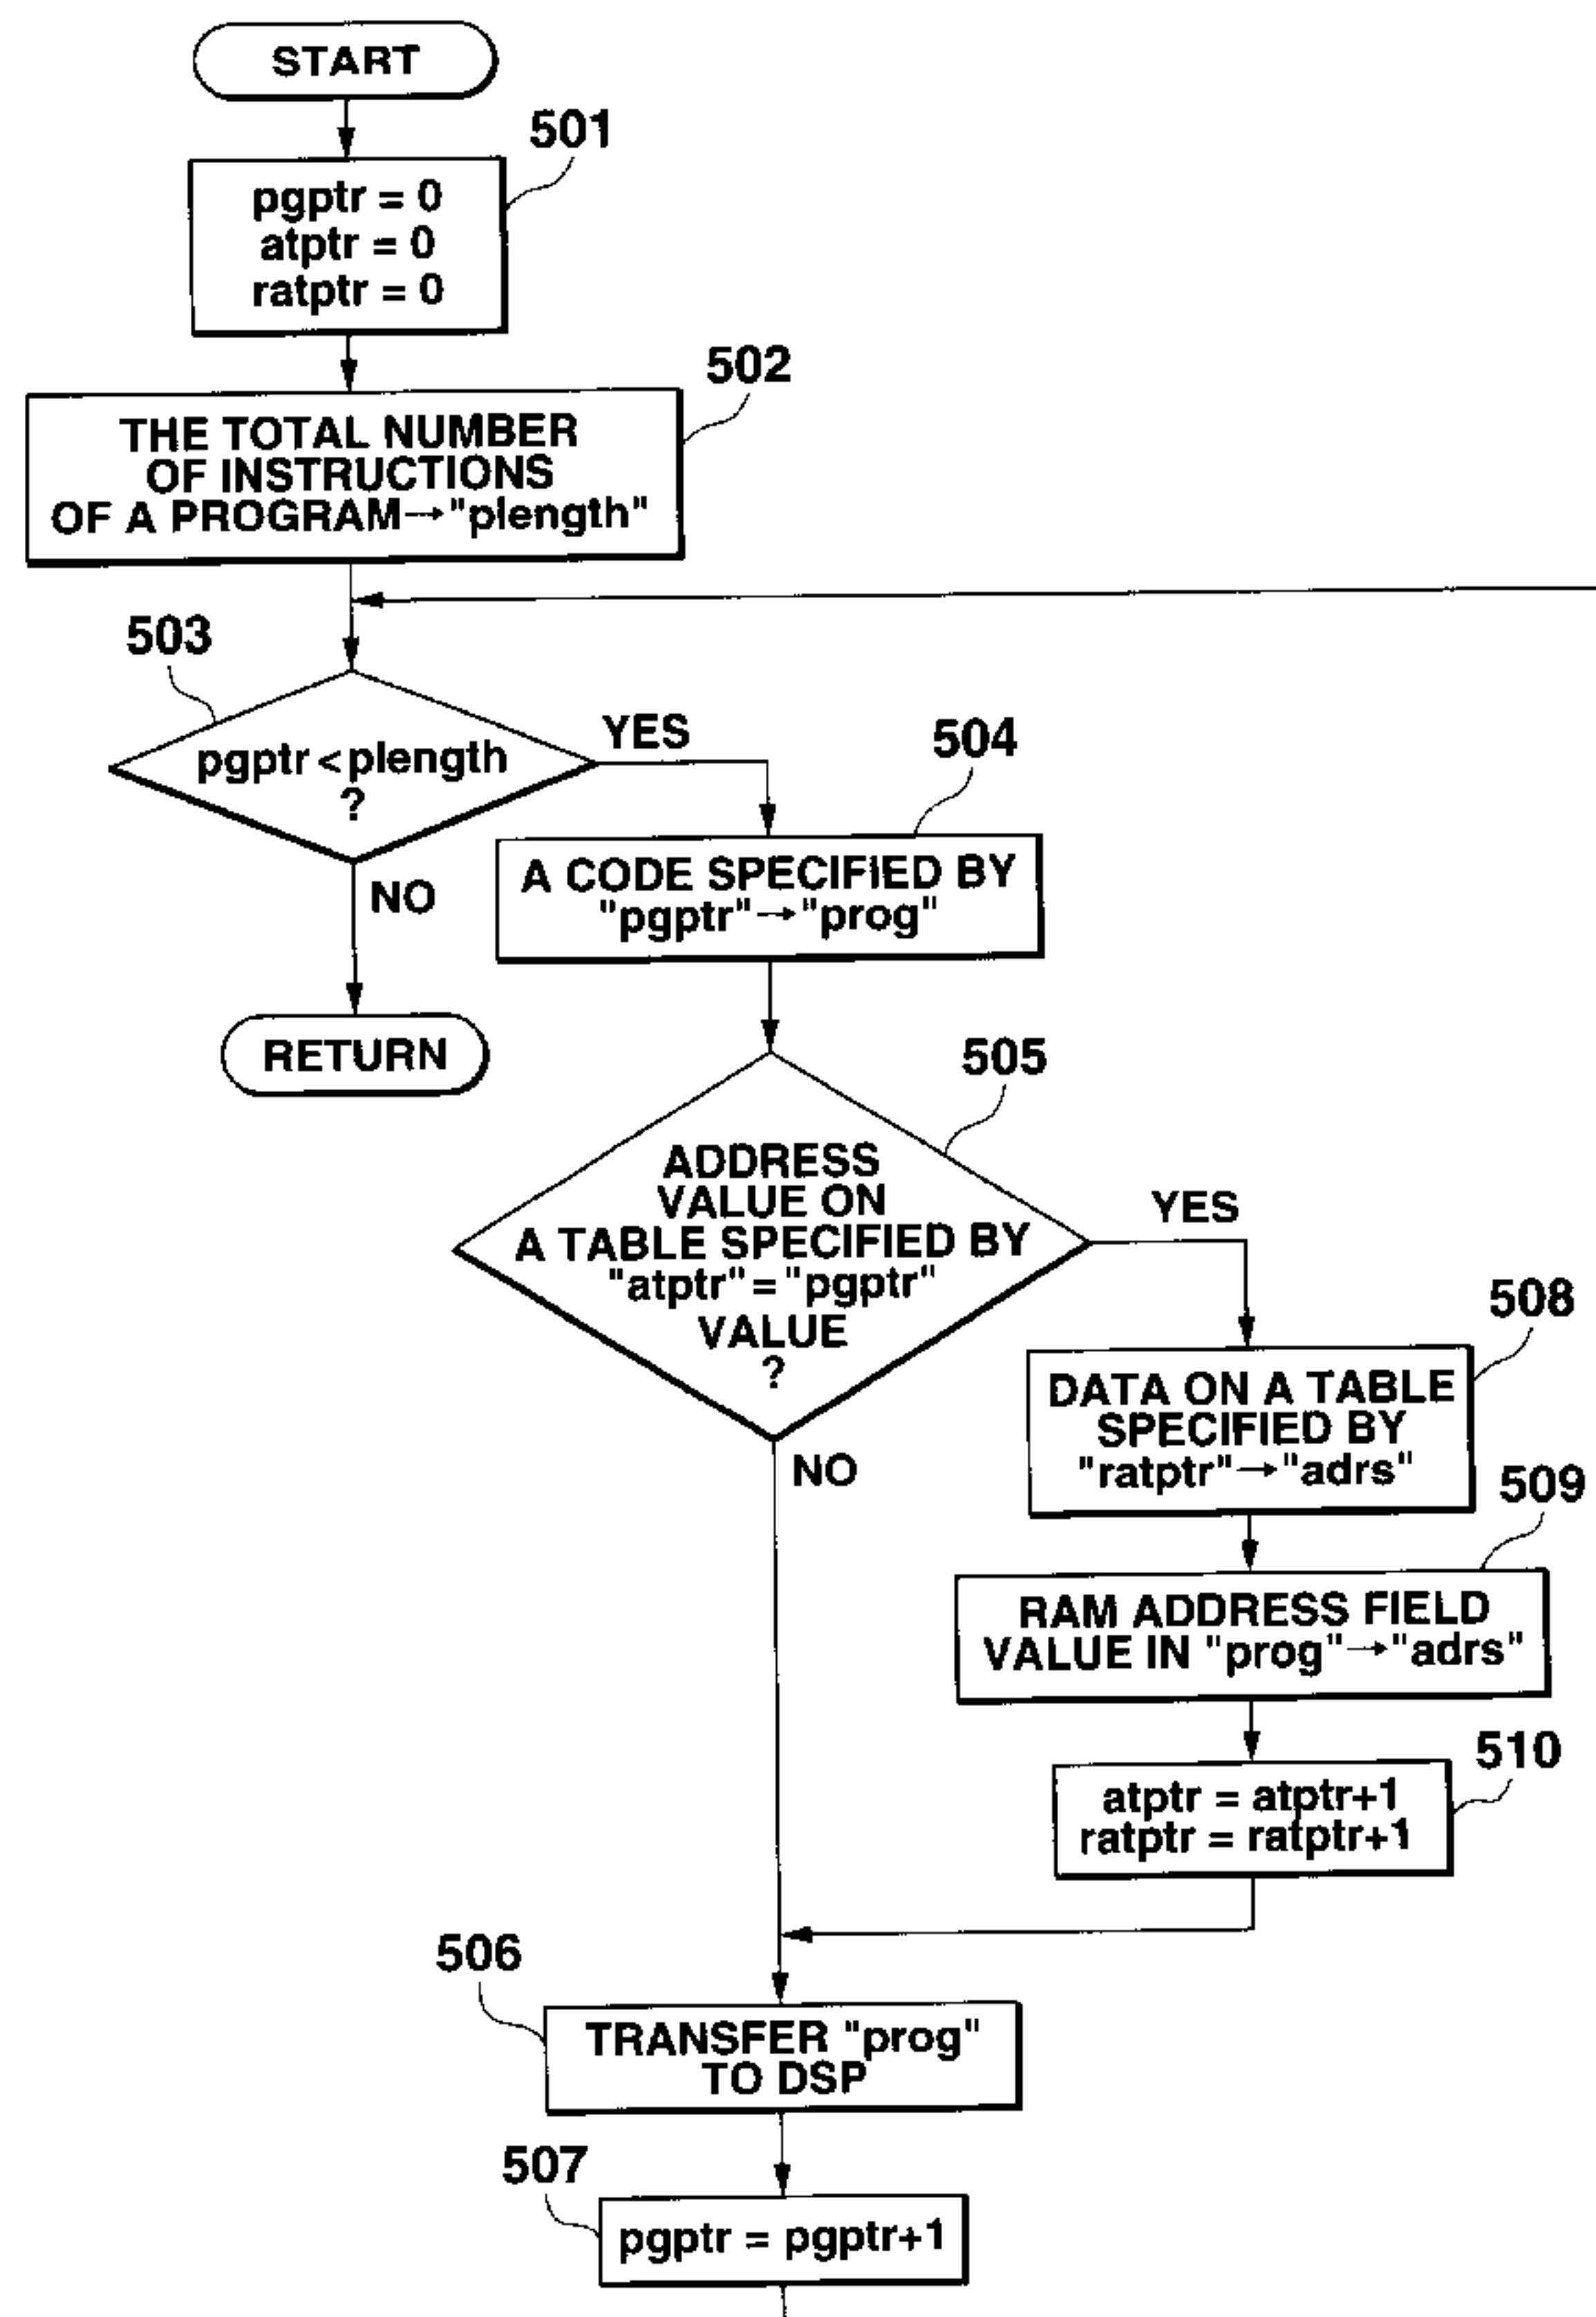 START
501
pgptr = 0
atptr = 0
ratptr = 0
502
THE TOTAL NUMBER
OF INSTRUCTIONS
OF A PROGRAM→"plength"
503
pgptr<plength
?
YES
NO
RETURN
504
A CODE SPECIFIED BY
"pgptr"→"prog"
505
ADDRESS
VALUE ON
A TABLE SPECIFIED BY
"atptr"="pgptr"
VALUE
?
YES
NO
508
DATA ON A TABLE
SPECIFIED BY
"ratptr"→"adrs"
509
RAM ADDRESS FIELD
VALUE IN "prog"→"adrs"
510
atptr = atptr+1
ratptr = ratptr+1
506
TRANSFER "prog"
TO DSP
507
pgptr = pgptr+1